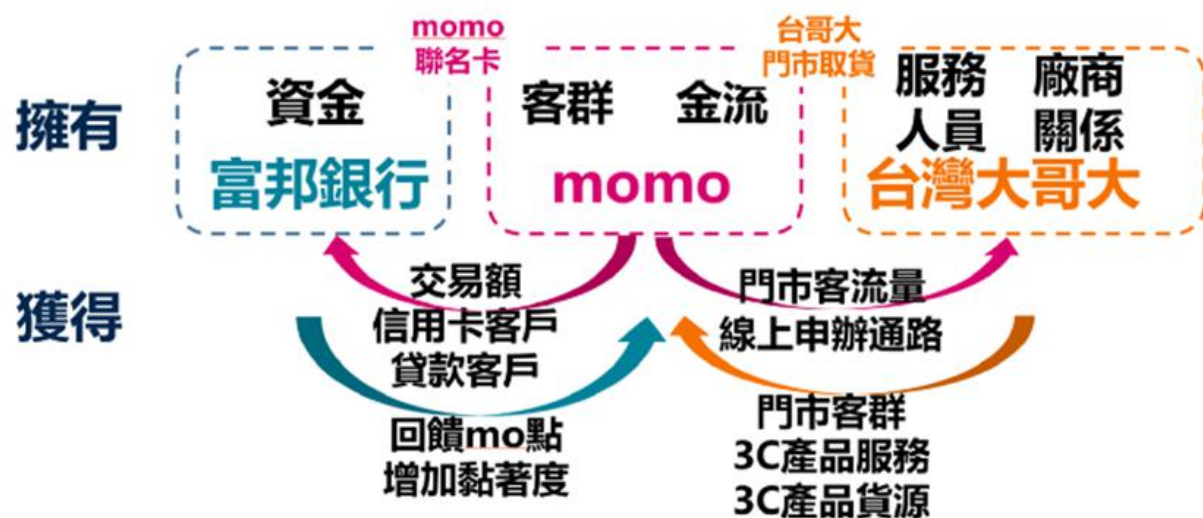 momo
聯名卡
台哥大
門市取貨
擁有
資金
富邦銀行
客群 金流
momo
服務 廠商
人員 關係
台灣大哥大
獲得
交易額
信用卡客戶
貸款客戶
回饋mo點
增加黏著度
門市客流量
線上申辦通路
門市客群
3C產品服務
3C產品貨源